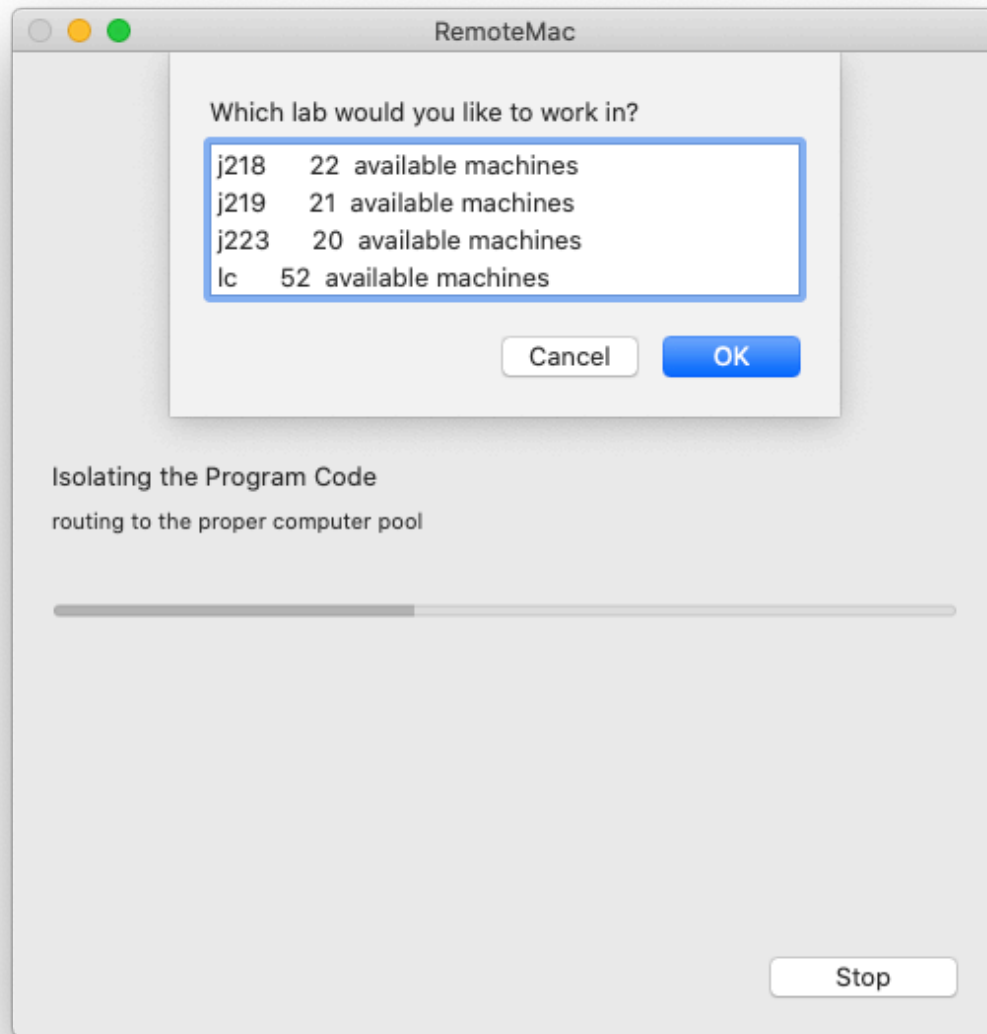 RemoteMac
Which lab would you like to work in?
j218 22 available machines
j219 21 available machines
j223 20 available machines
lc 52 available machines
Cancel OK
Isolating the Program Code
routing to the proper computer pool
Stop